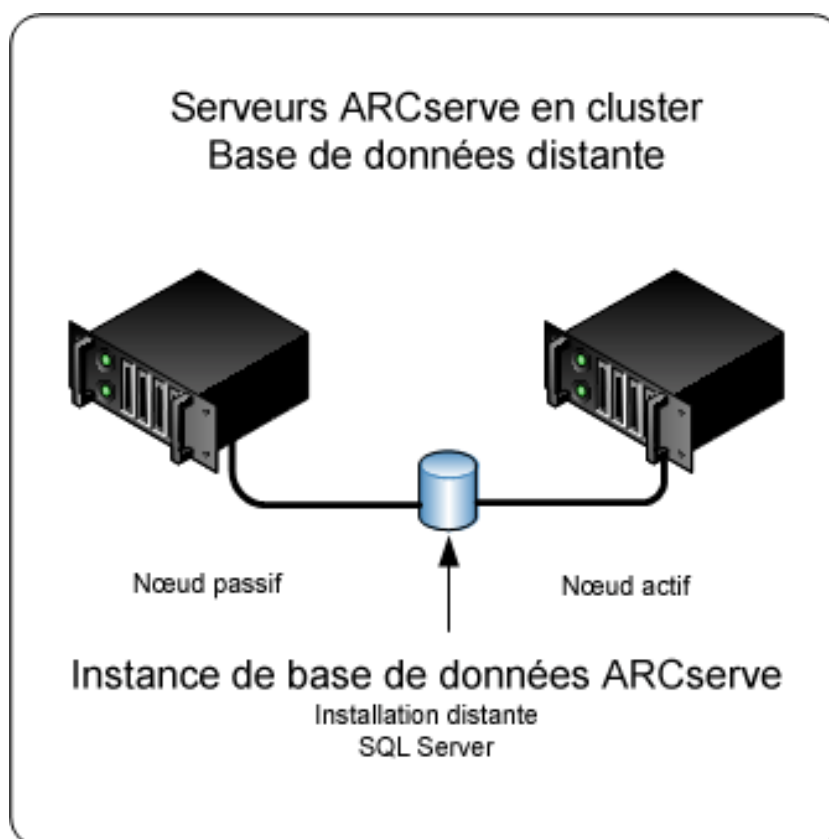 Serveurs ARCserve en cluster
Base de données distante
Nœud passif
Nœud actif
Instance de base de données ARCserve
Installation distante
SQL Server